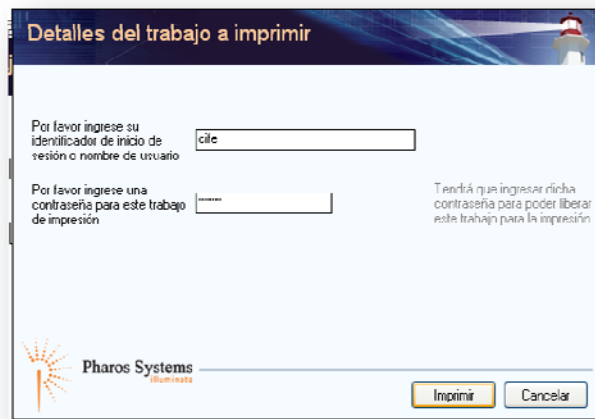 Detalles del trabajo a imprimir
Por favor ingrese su
identificador de inicio de
sesión o nombre de usuario
cife
Por favor ingrese una
contraseña para este trabajo
de impresión
Tendrá que ingresar dicha
contraseña para poder liberar
este trabajo para la impresión
Pharos Systems
illuminata
Imprimir
Cancelar